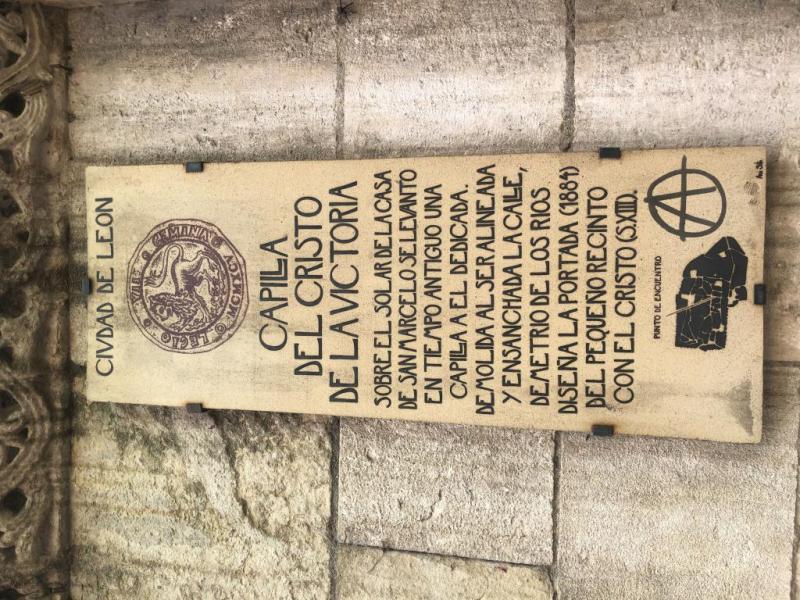 CIVDAD DE LEON
CAPILLA
DEL CRISTO
DE LA VICTORIA
SOBRE EL SOLAR DE LA CASA
DE SAN MARCELO SE LEVANTO
EN TIEMPO ANTIGUO UNA
CAPILLA A EL DEDICADA.
DEMOLIDA AL SER ALINEADA
Y ENSANCHADA LA CALLE,
DEMETRIO DE LOS RIOS
DISEÑA LA PORTADA (1884)
DEL PEQUEÑO RECINTO
CON EL CRISTO (S.XIII).
PUNTO DE ENCUENTRO